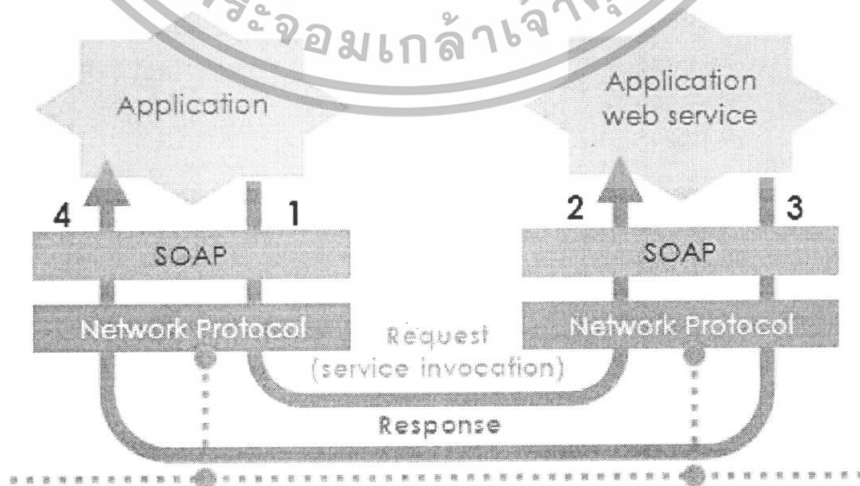 พระจอมเกล้าเจ้า
Application
Application
web service
4
1
2
3
SOAP
SOAP
Network Protocol
Network Protocol
Request
(service invocation)
Response